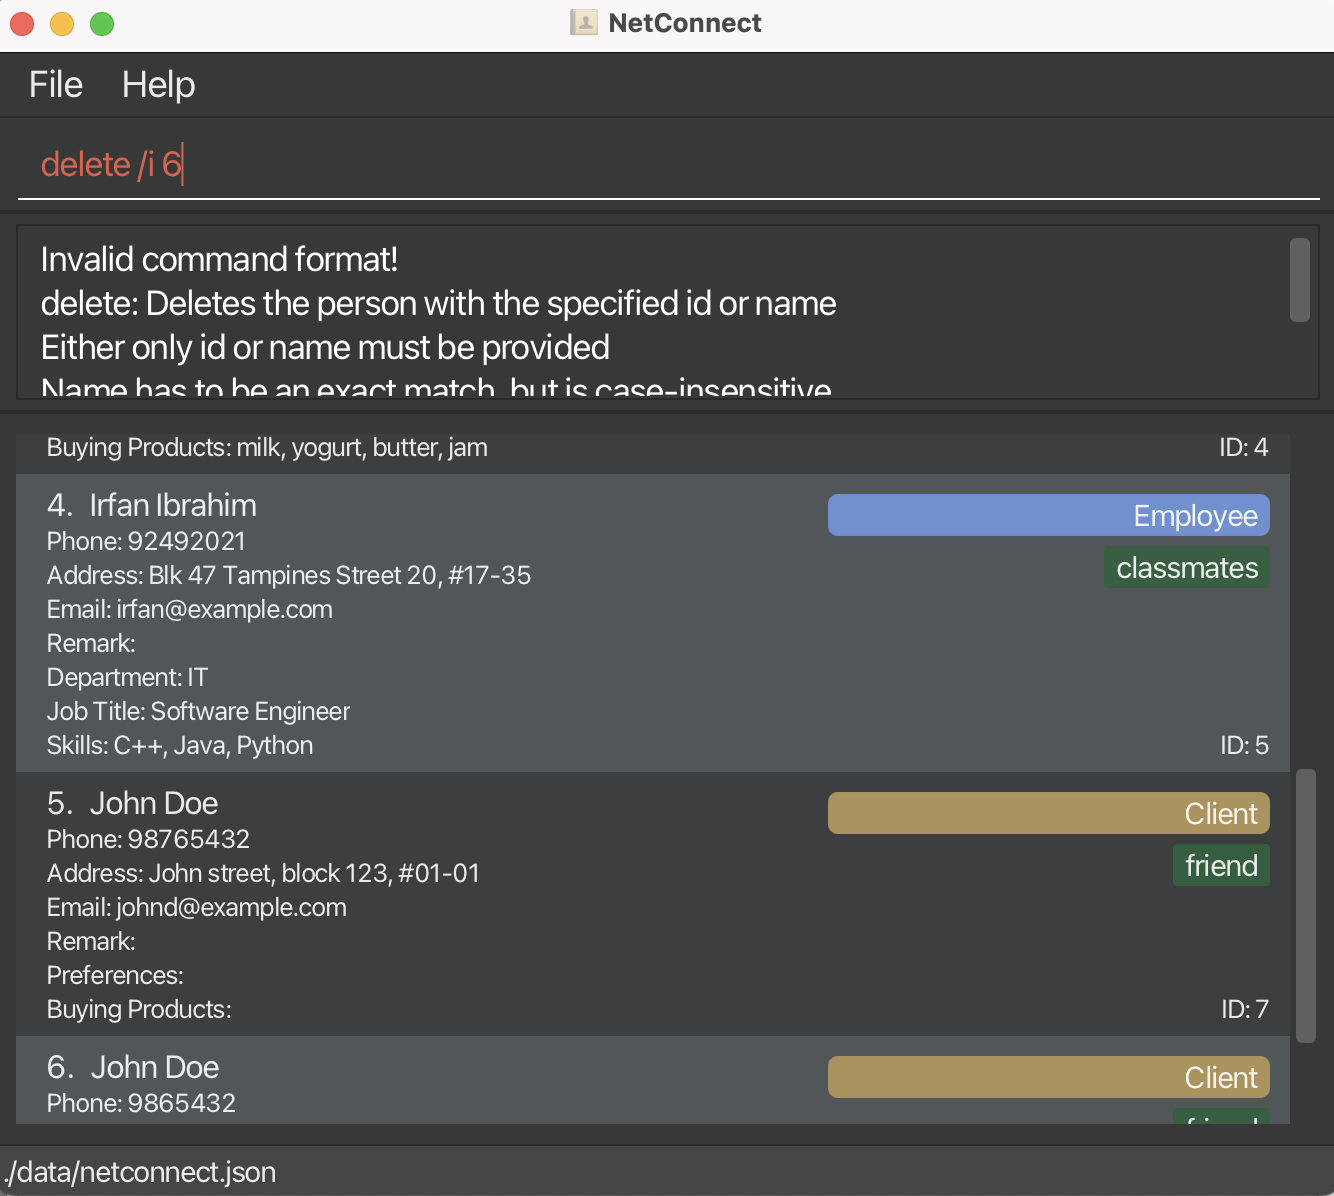 NetConnect
File Help
delete /i 6
Invalid command format!
delete: Deletes the person with the specified id or name
Either only id or name must be provided
Name has to be an exact match, but is case-insensitive
Buying Products: milk, yogurt, butter, jam ID: 4
4. Irfan Ibrahim Employee
Phone: 92492021
Address: Blk 47 Tampines Street 20, #17-35 classmates
Email: irfan@example.com
Remark:
Department: IT
Job Title: Software Engineer
Skills: C++, Java, Python ID: 5
5. John Doe Client
Phone: 98765432
Address: John street, block 123, #01-01 friend
Email: johnd@example.com
Remark:
Preferences:
Buying Products: ID: 7
6. John Doe Client
Phone: 9865432
friend
./data/netconnect.json